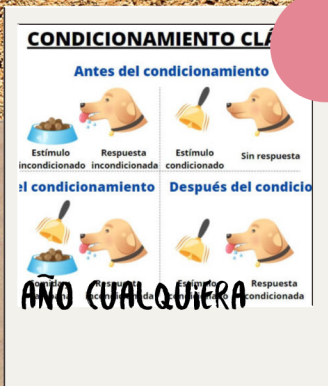 CONDICIONAMIENTO CLÁ
Antes del condicionamiento
Estímulo
incondicionado
Respuesta
incondicionada
Estímulo
condicionado
Sin respuesta
el condicionamiento
Después del condicio
Respuesta
condicionada
AÑO CUALQUIERA